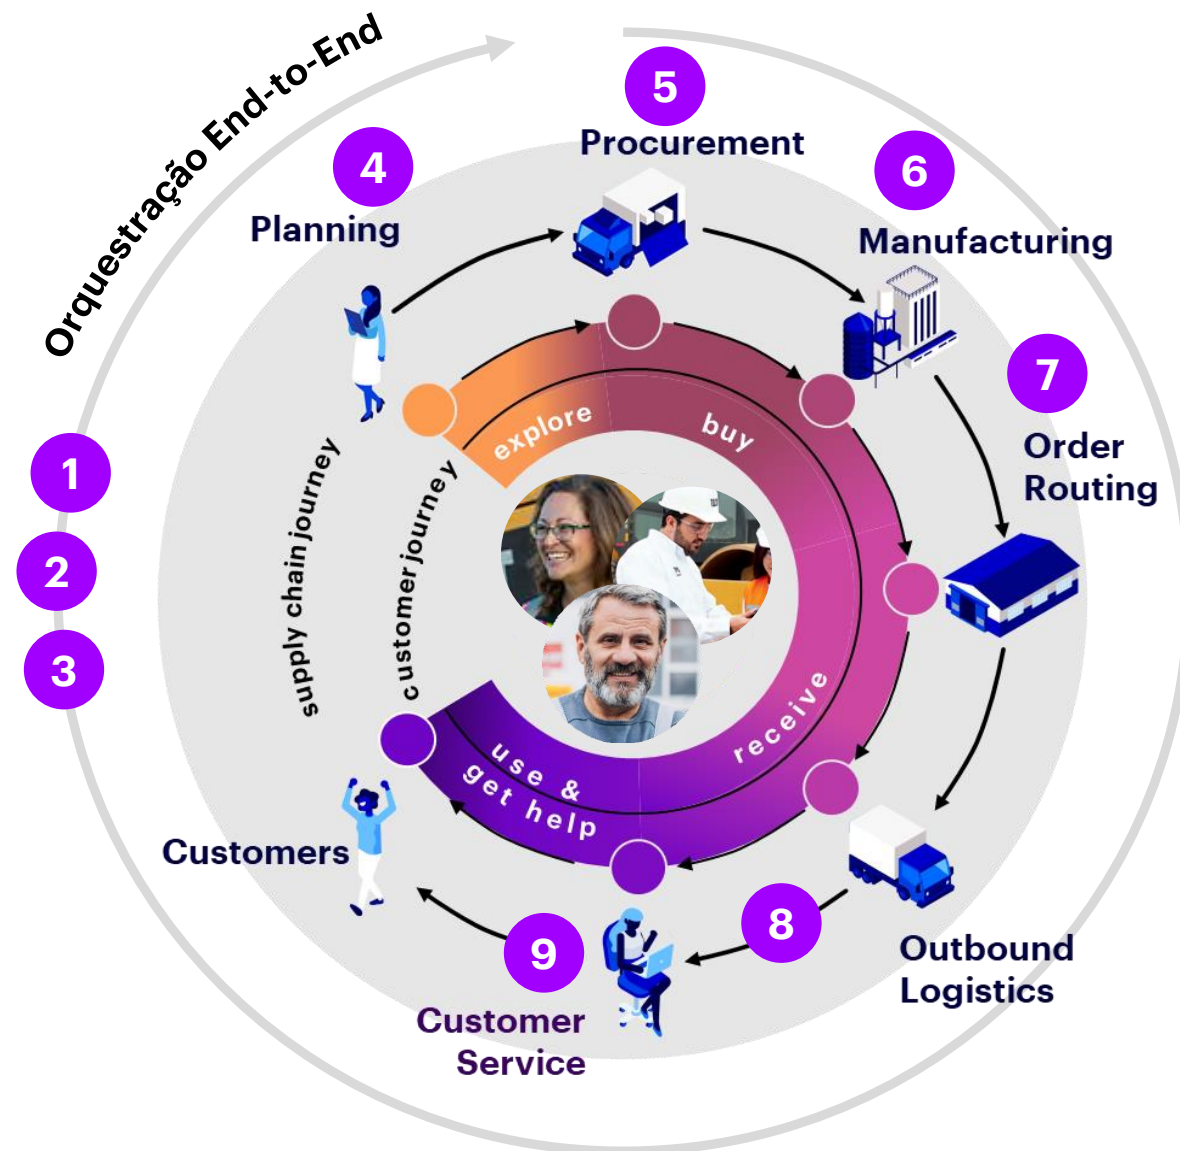 Orquestração End-to-End
5
Procurement
4
Planning
6
Manufacturing
7
Order
Routing
explore
buy
1
2
3
supply chain journey
customer journey
receive
use &
get help
Customers
8
9
Outbound
Logistics
Customer
Service